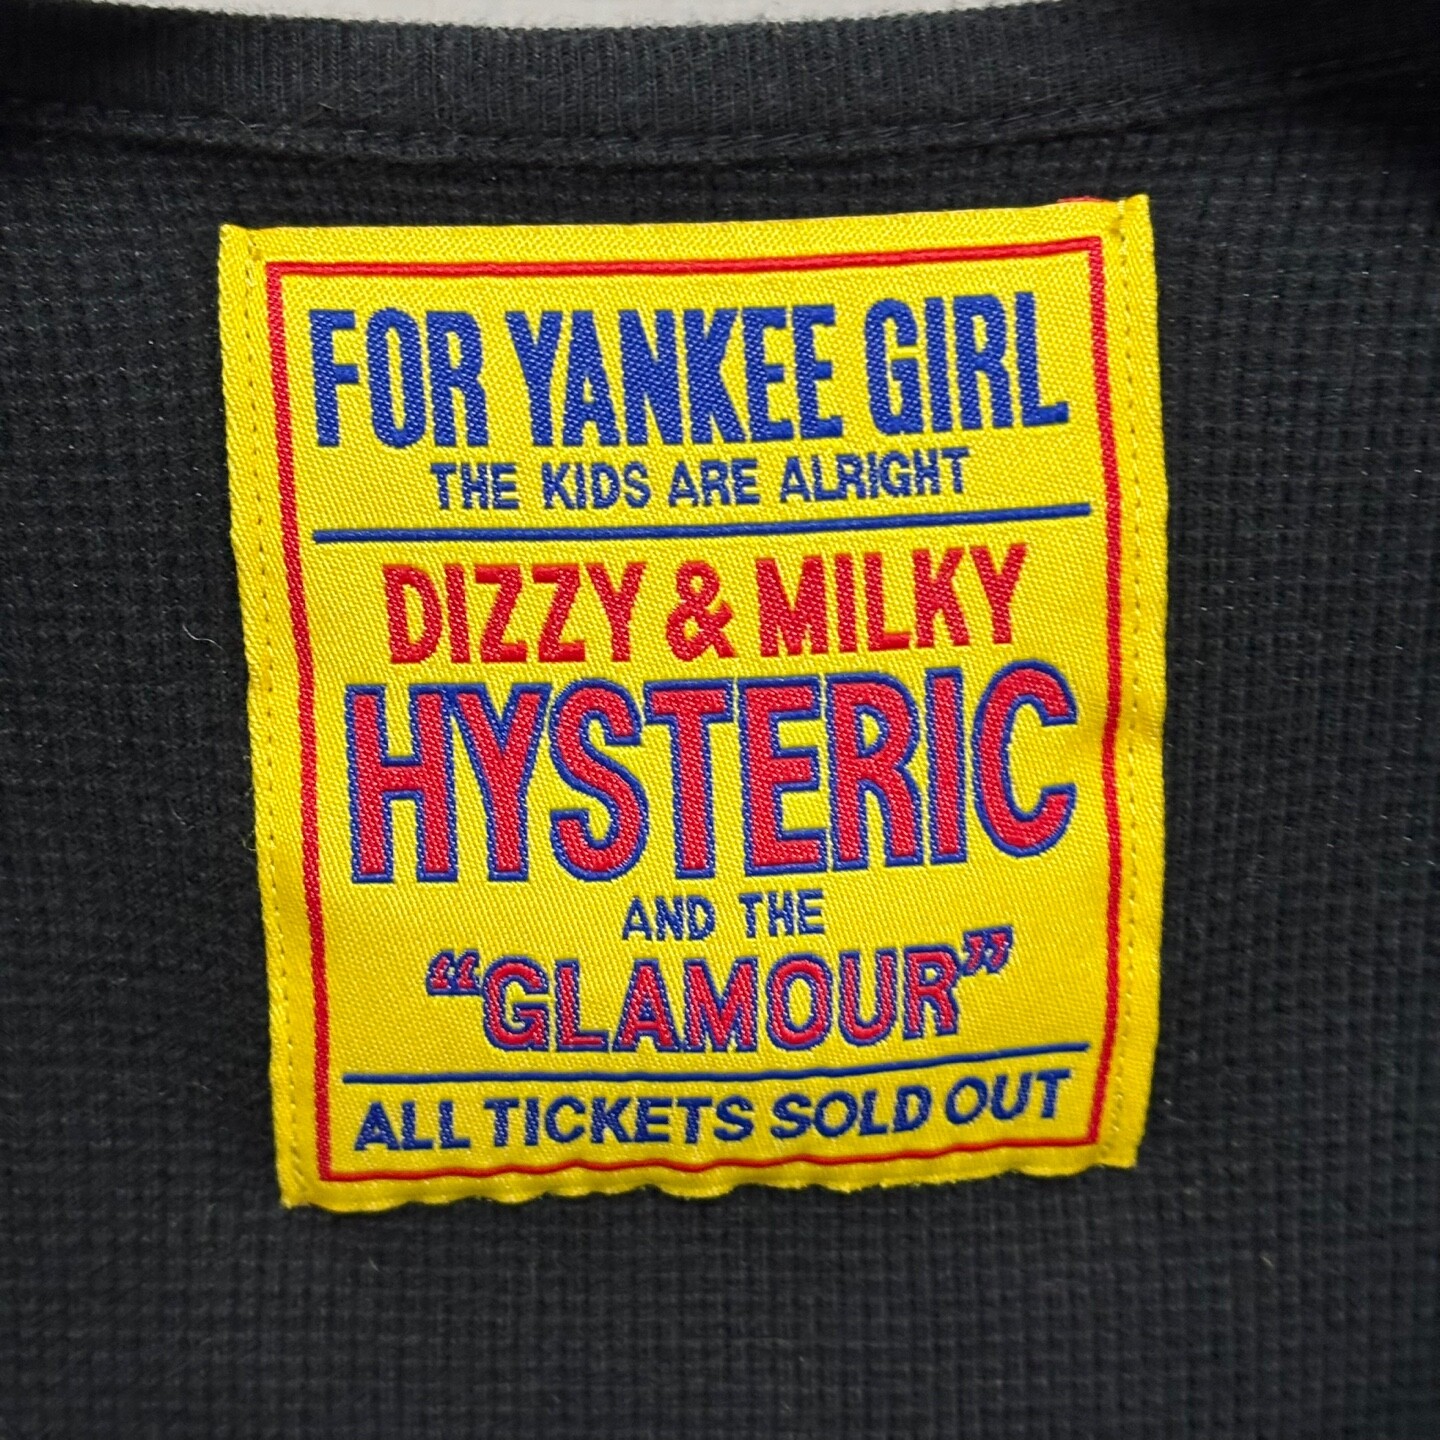 FOR YANKEE GIRL
THE KIDS ARE ALRIGHT
DIZZY & MILKY
HYSTERIC
AND THE
“GLAMOUR”
ALL TICKETS SOLD OUT